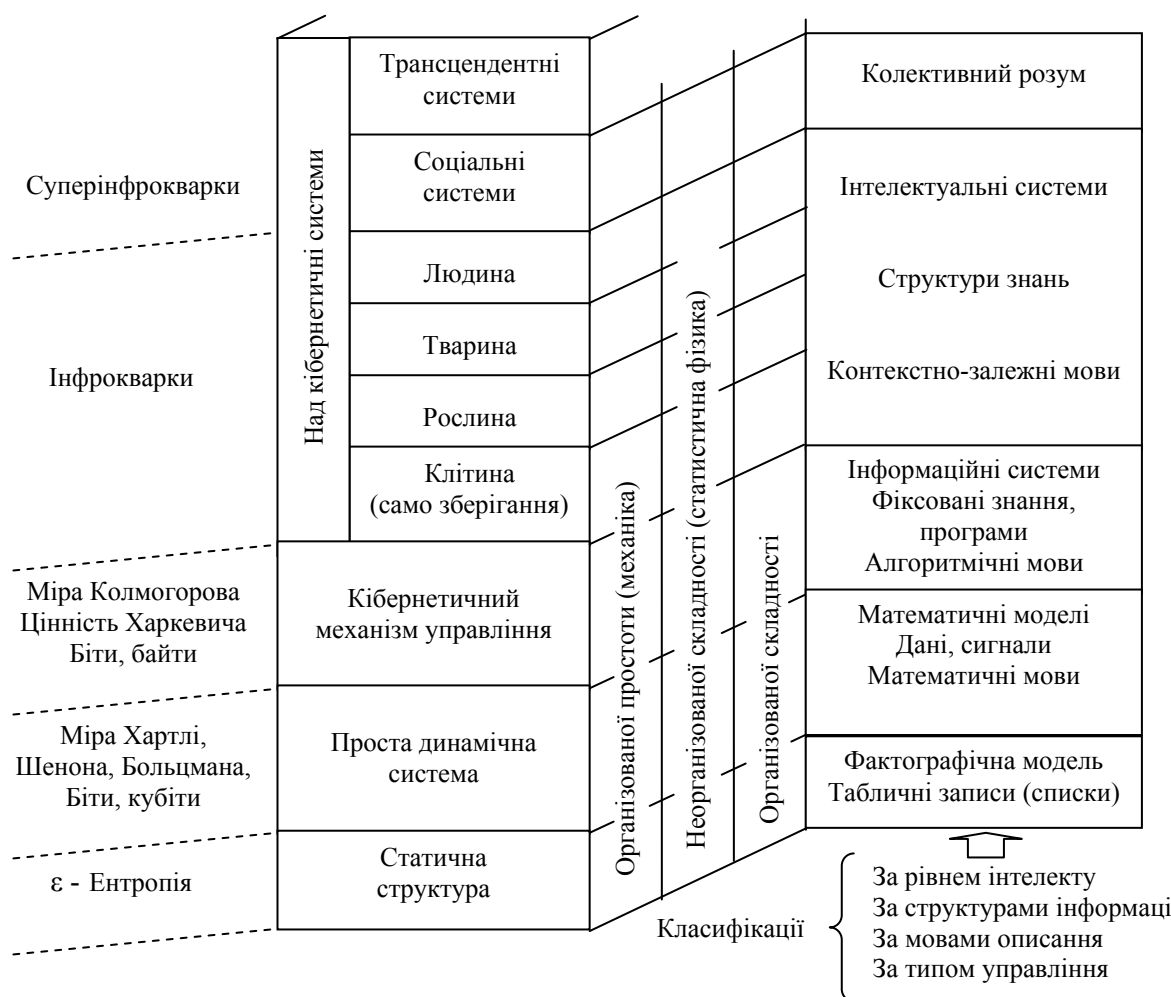 Суперінфрокварки
Інфрокварки
Міра Колмогорова
Цінність Харкевича
Біти, байти
Міра Хартлі,
Шенона, Больцмана,
Біти, кубіти
ε - Ентропія
Над кібернетичні системи
Трансцендентні
системи
Соціальні
системи
Людина
Тварина
Рослина
Клітина
(само зберігання)
Кібернетичний
механізм управління
Проста динамічна
система
Статична
структура
Організованої простоти (механіка)
Неорганізованої складності (статистична фізика)
Організованої складності
Колективний розум
Інтелектуальні системи
Структури знань
Контекстно-залежні мови
Інформаційні системи
Фіксовані знання,
програми
Алгоритмічні мови
Математичні моделі
Дані, сигнали
Математичні мови
Фактографічна модель
Табличні записи (списки)
Класифікації
За рівнем інтелекту
За структурами інформаці
За мовами описання
За типом управління